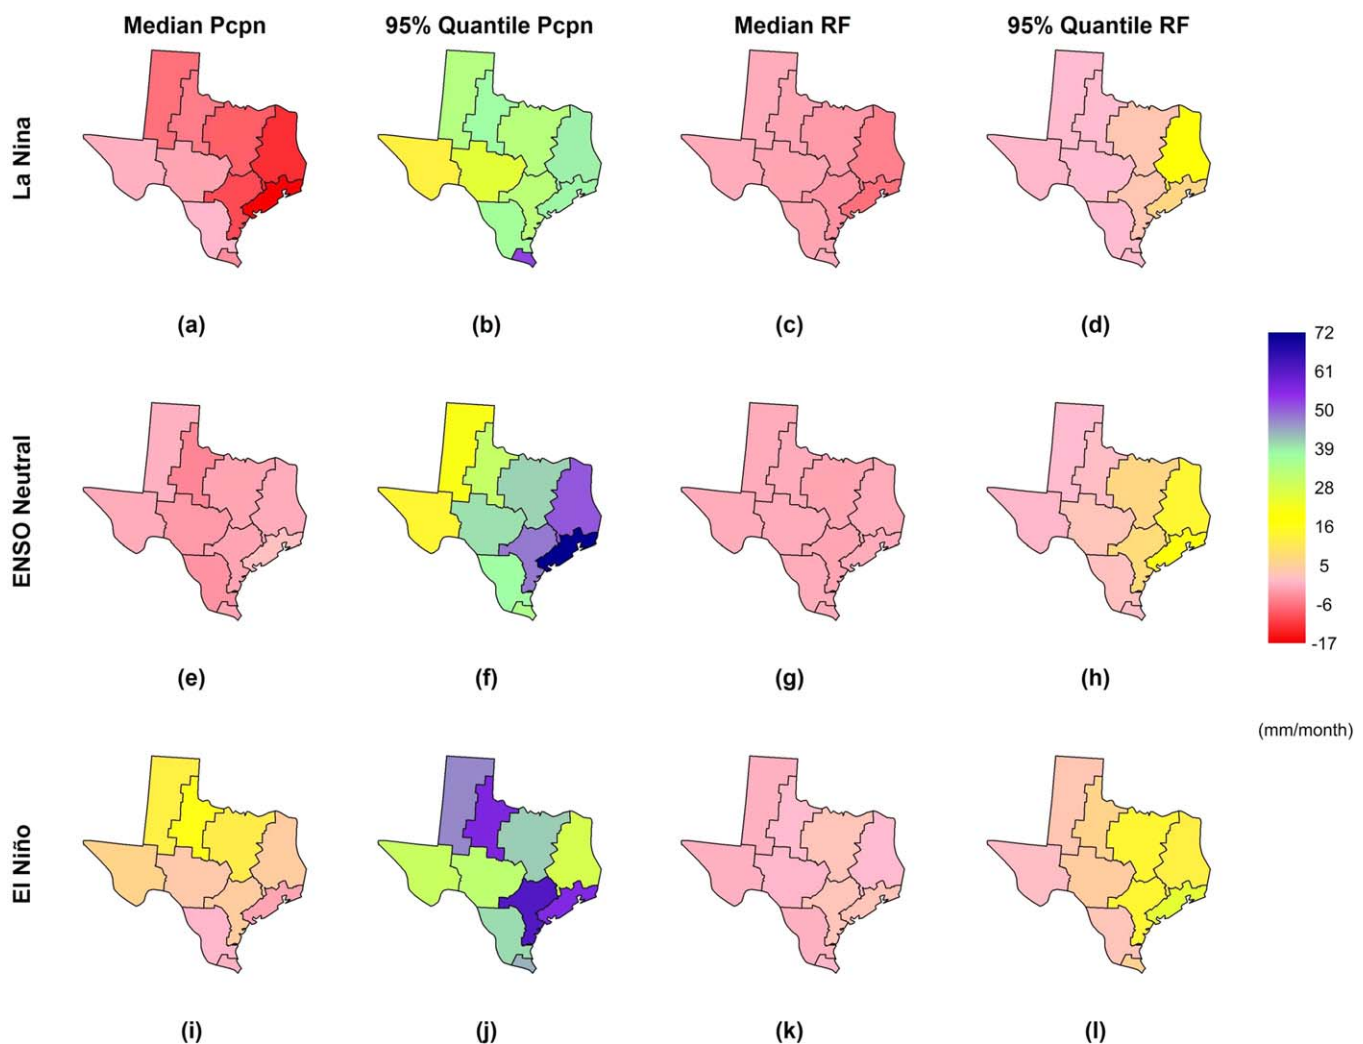 Median Pcpn 95% Quantile Pcpn Median RF 95% Quantile RF
La Nina
(a) (b) (c) (d)
72
61
50
39
28
16
5
-6
-17
(mm/month)
ENSO Neutral
(e) (f) (g) (h)
El Niño
(i) (j) (k) (l)